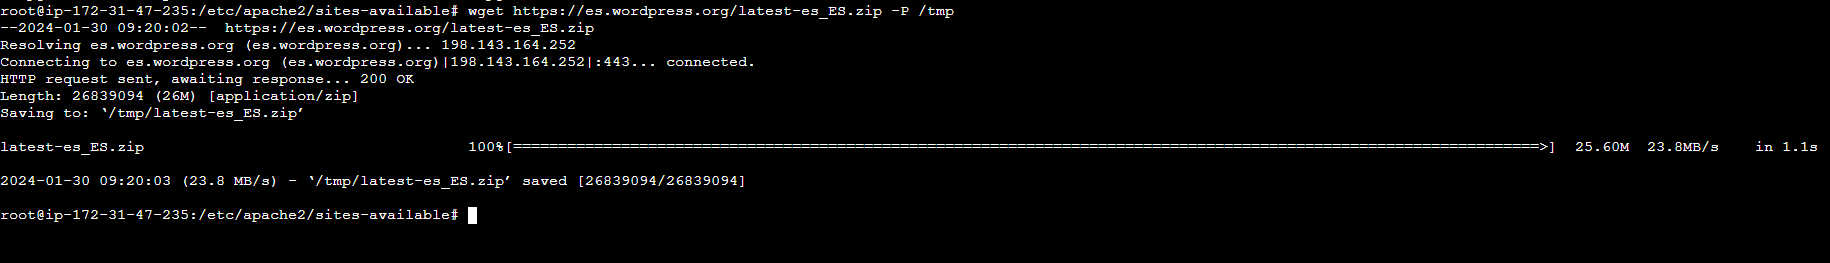 root@ip-172-31-47-235:/etc/apache2/sites-available# wget https://es.wordpress.org/latest-es_ES.zip -P /tmp
--2024-01-30 09:20:02--  https://es.wordpress.org/latest-es_ES.zip
Resolving es.wordpress.org (es.wordpress.org)... 198.143.164.252
Connecting to es.wordpress.org (es.wordpress.org)|198.143.164.252|:443... connected.
HTTP request sent, awaiting response... 200 OK
Length: 26839094 (26M) [application/zip]
Saving to: ‘/tmp/latest-es_ES.zip’
latest-es_ES.zip 100%[==================================================================================================================>] 25.60M 23.8MB/s in 1.1s
2024-01-30 09:20:03 (23.8 MB/s) - ‘/tmp/latest-es_ES.zip’ saved [26839094/26839094]
root@ip-172-31-47-235:/etc/apache2/sites-available#